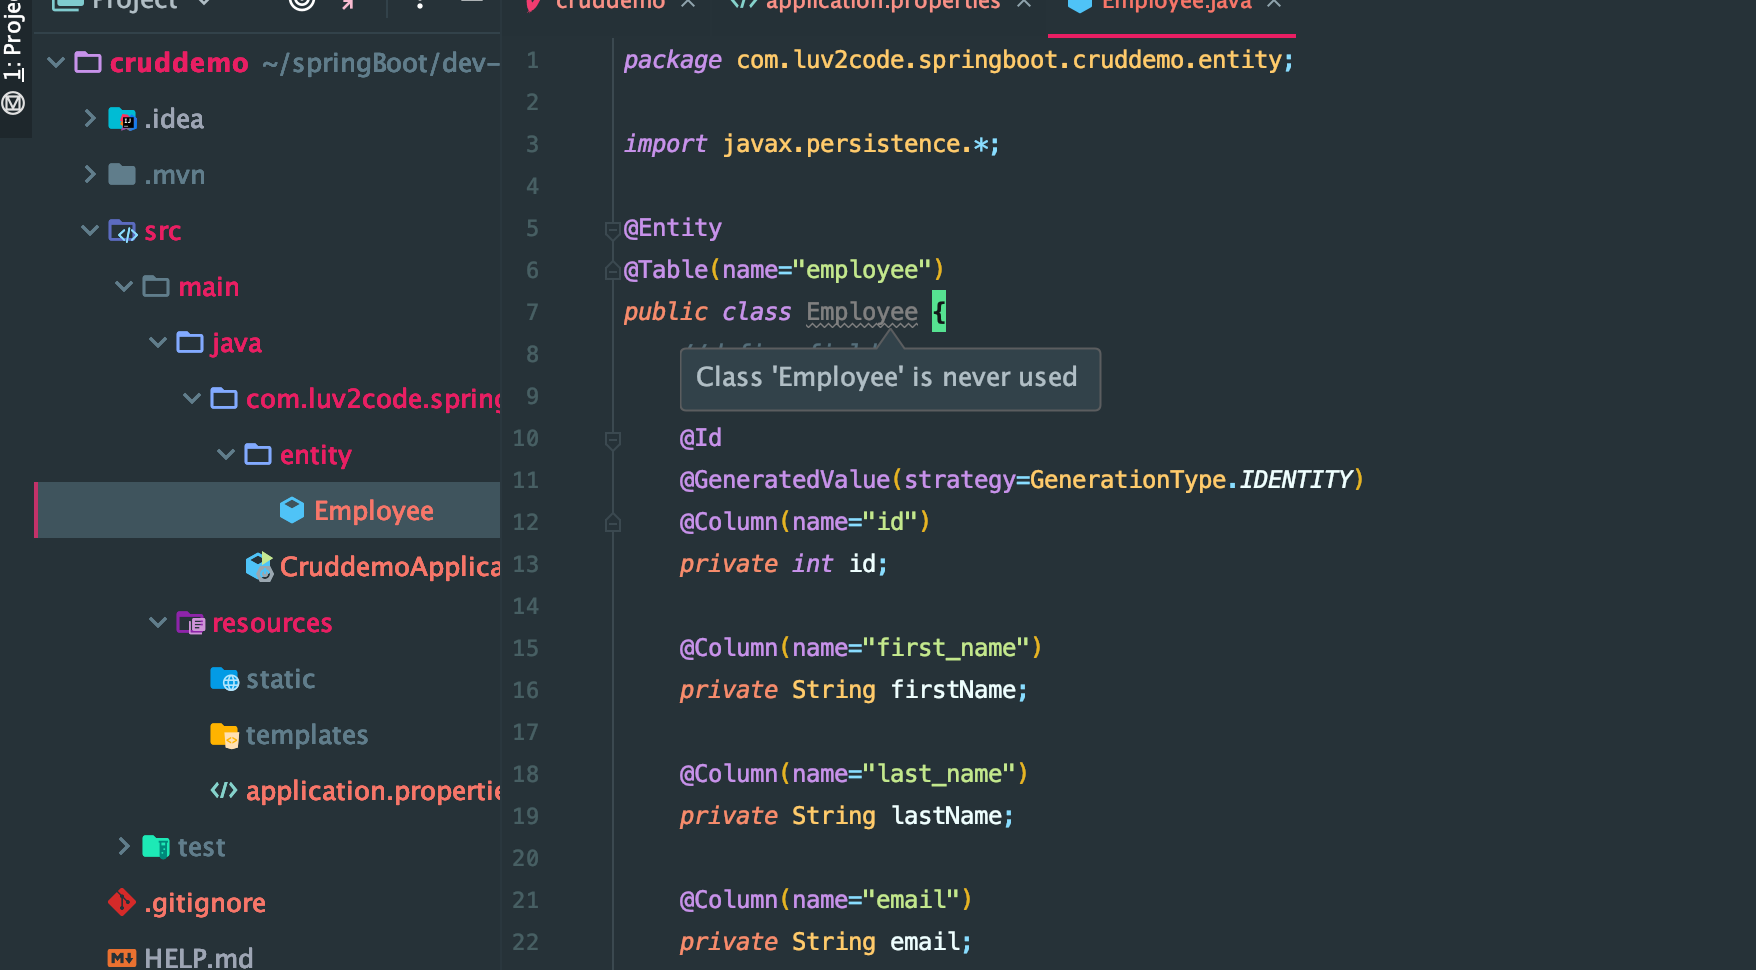 Project
cruddemo
application.properties
Employee.java
1: Project
cruddemo ~/springBoot/dev-
.idea
.mvn
src
main
java
com.luv2code.spring
entity
Employee
CruddemoApplica
resources
static
templates
application.propertie
test
.gitignore
HELP.md
1 package com.luv2code.springboot.cruddemo.entity;
2
3 import javax.persistence.*;
4
5 @Entity
6 @Table(name="employee")
7 public class Employee {
8
Class 'Employee' is never used
9
10 @Id
11 @GeneratedValue(strategy=GenerationType.IDENTITY)
12 @Column(name="id")
13 private int id;
14
15 @Column(name="first_name")
16 private String firstName;
17
18 @Column(name="last_name")
19 private String lastName;
20
21 @Column(name="email")
22 private String email;